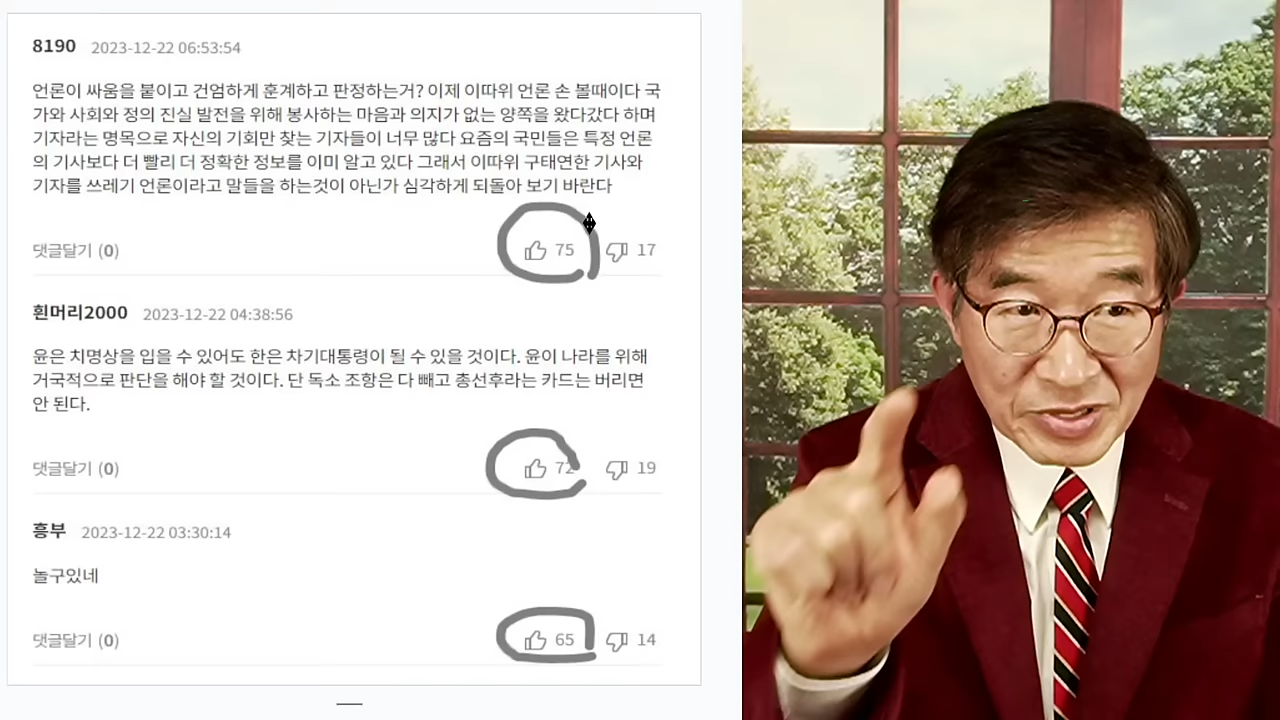 8190 2023-12-22 06:53:54
언론이 싸움을 붙이고 건엄하게 훈계하고 판정하는거? 이제 이따위 언론 손 볼때이다 국
가와 사회와 정의 진실 발전을 위해 봉사하는 마음과 의지가 없는 양쪽을 왔다갔다 하며
기자라는 명목으로 자신의 기회만 찾는 기자들이 너무 많다 요즘의 국민들은 특정 언론
의 기사보다 더 빨리 더 정확한 정보를 이미 알고 있다 그래서 이따위 구태연한 기사와
기자를 쓰레기 언론이라고 말들을 하는것이 아닌가 심각하게 되돌아 보기 바란다
댓글달기 (0) 75 17
흰머리2000 2023-12-22 04:38:56
윤은 치명상을 입을 수 있어도 한은 차기대통령이 될 수 있을 것이다. 윤이 나라를 위해
거국적으로 판단을 해야 할 것이다. 단 독소 조항은 다 빼고 총선후라는 카드는 버리면
안 된다.
댓글달기 (0) 72 19
흥부 2023-12-22 03:30:14
놀구있네
댓글달기 (0) 65 14